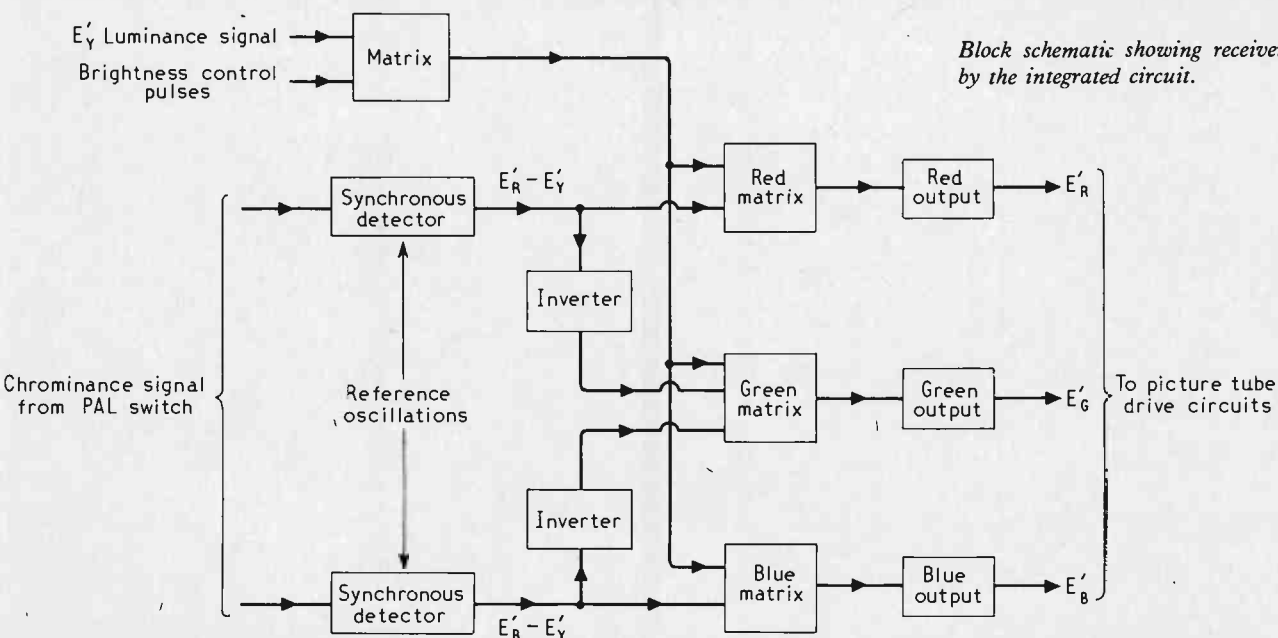 E′Y Luminance signal
Brightness control
pulses
Matrix
Block schematic showing receive
by the integrated circuit.
Synchronous
detector
E′R − E′Y
Red
matrix
Red
output
E′R
Inverter
Chrominance signal
from PAL switch
Reference
oscillations
Green
matrix
Green
output
E′G
To picture tube
drive circuits
Inverter
Synchronous
detector
E′B − E′Y
Blue
matrix
Blue
output
E′B